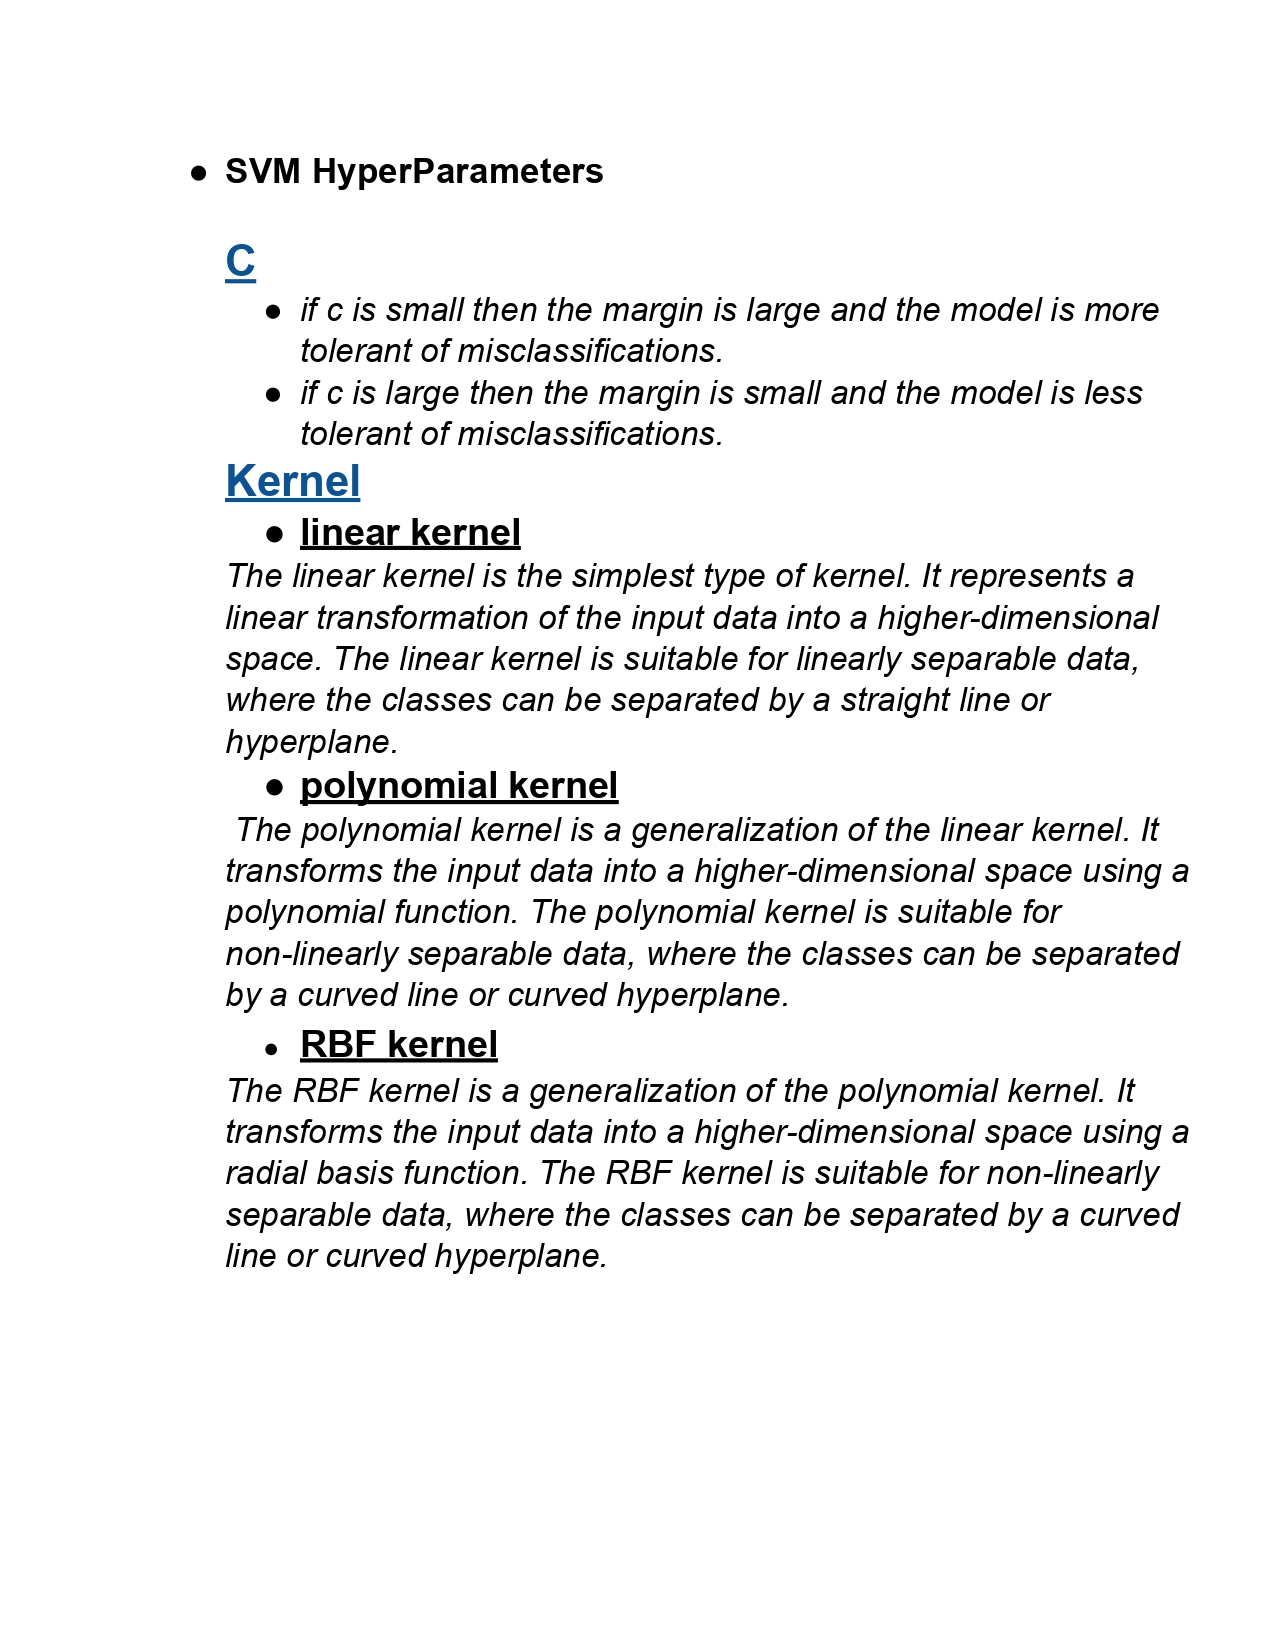 ● SVM HyperParameters
C
● if c is small then the margin is large and the model is more
tolerant of misclassifications.
● if c is large then the margin is small and the model is less
tolerant of misclassifications.
Kernel
● linear kernel
The linear kernel is the simplest type of kernel. It represents a
linear transformation of the input data into a higher-dimensional
space. The linear kernel is suitable for linearly separable data,
where the classes can be separated by a straight line or
hyperplane.
● polynomial kernel
The polynomial kernel is a generalization of the linear kernel. It
transforms the input data into a higher-dimensional space using a
polynomial function. The polynomial kernel is suitable for
non-linearly separable data, where the classes can be separated
by a curved line or curved hyperplane.
● RBF kernel
The RBF kernel is a generalization of the polynomial kernel. It
transforms the input data into a higher-dimensional space using a
radial basis function. The RBF kernel is suitable for non-linearly
separable data, where the classes can be separated by a curved
line or curved hyperplane.